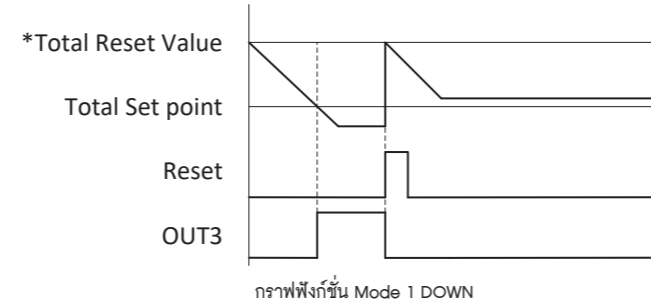 *Total Reset Value
Total Set point
Reset
OUT3
กราฟฟังก์ชั่น Mode 1 DOWN